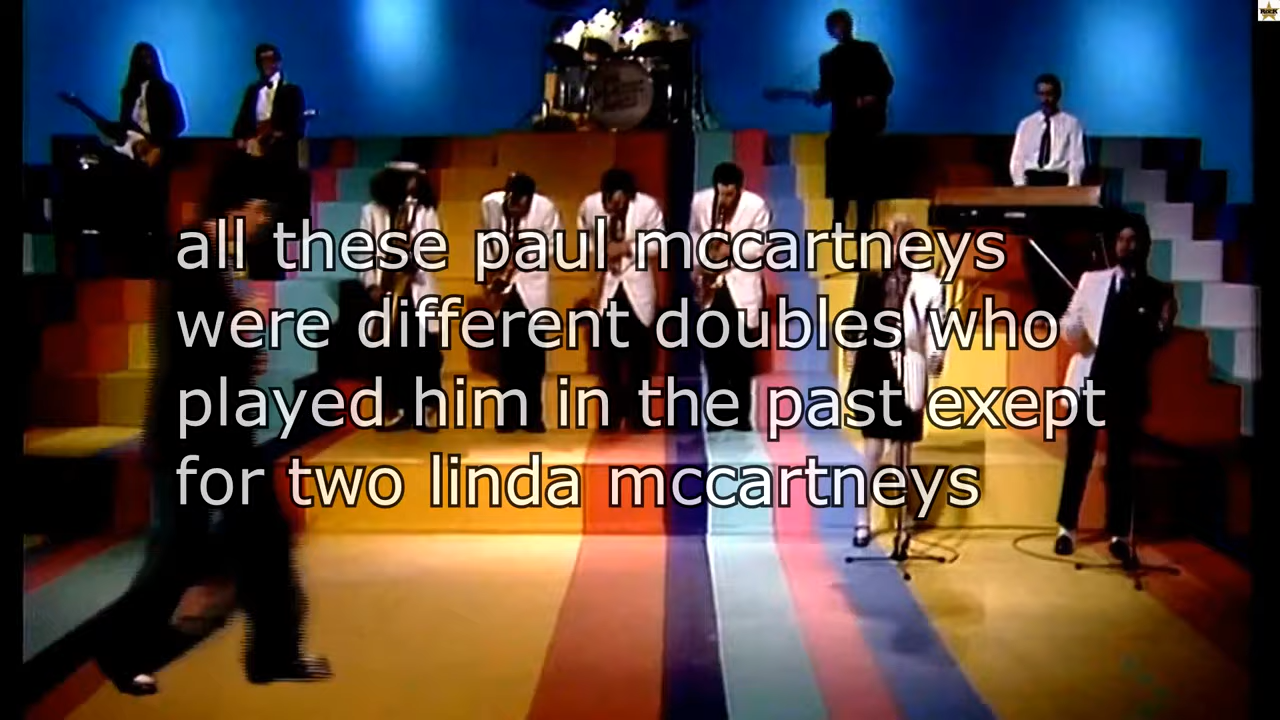 all these paul mccartneys
were different doubles who
played him in the past exept
for two linda mccartneys